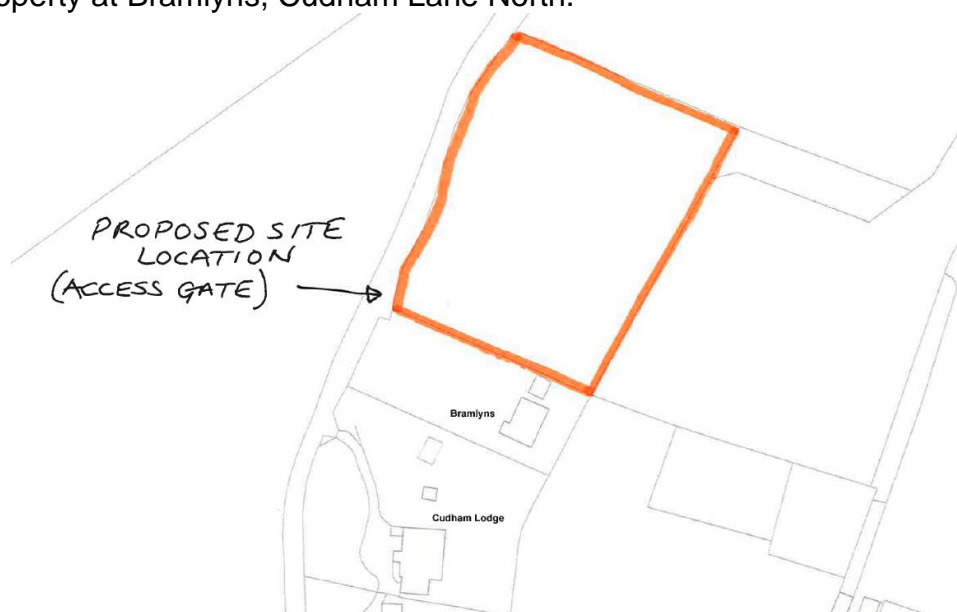 property at Bramlyns, Cudham Lane North.
PROPOSED SITE
LOCATION
(ACCESS GATE)
Bramlyns
Cudham Lodge